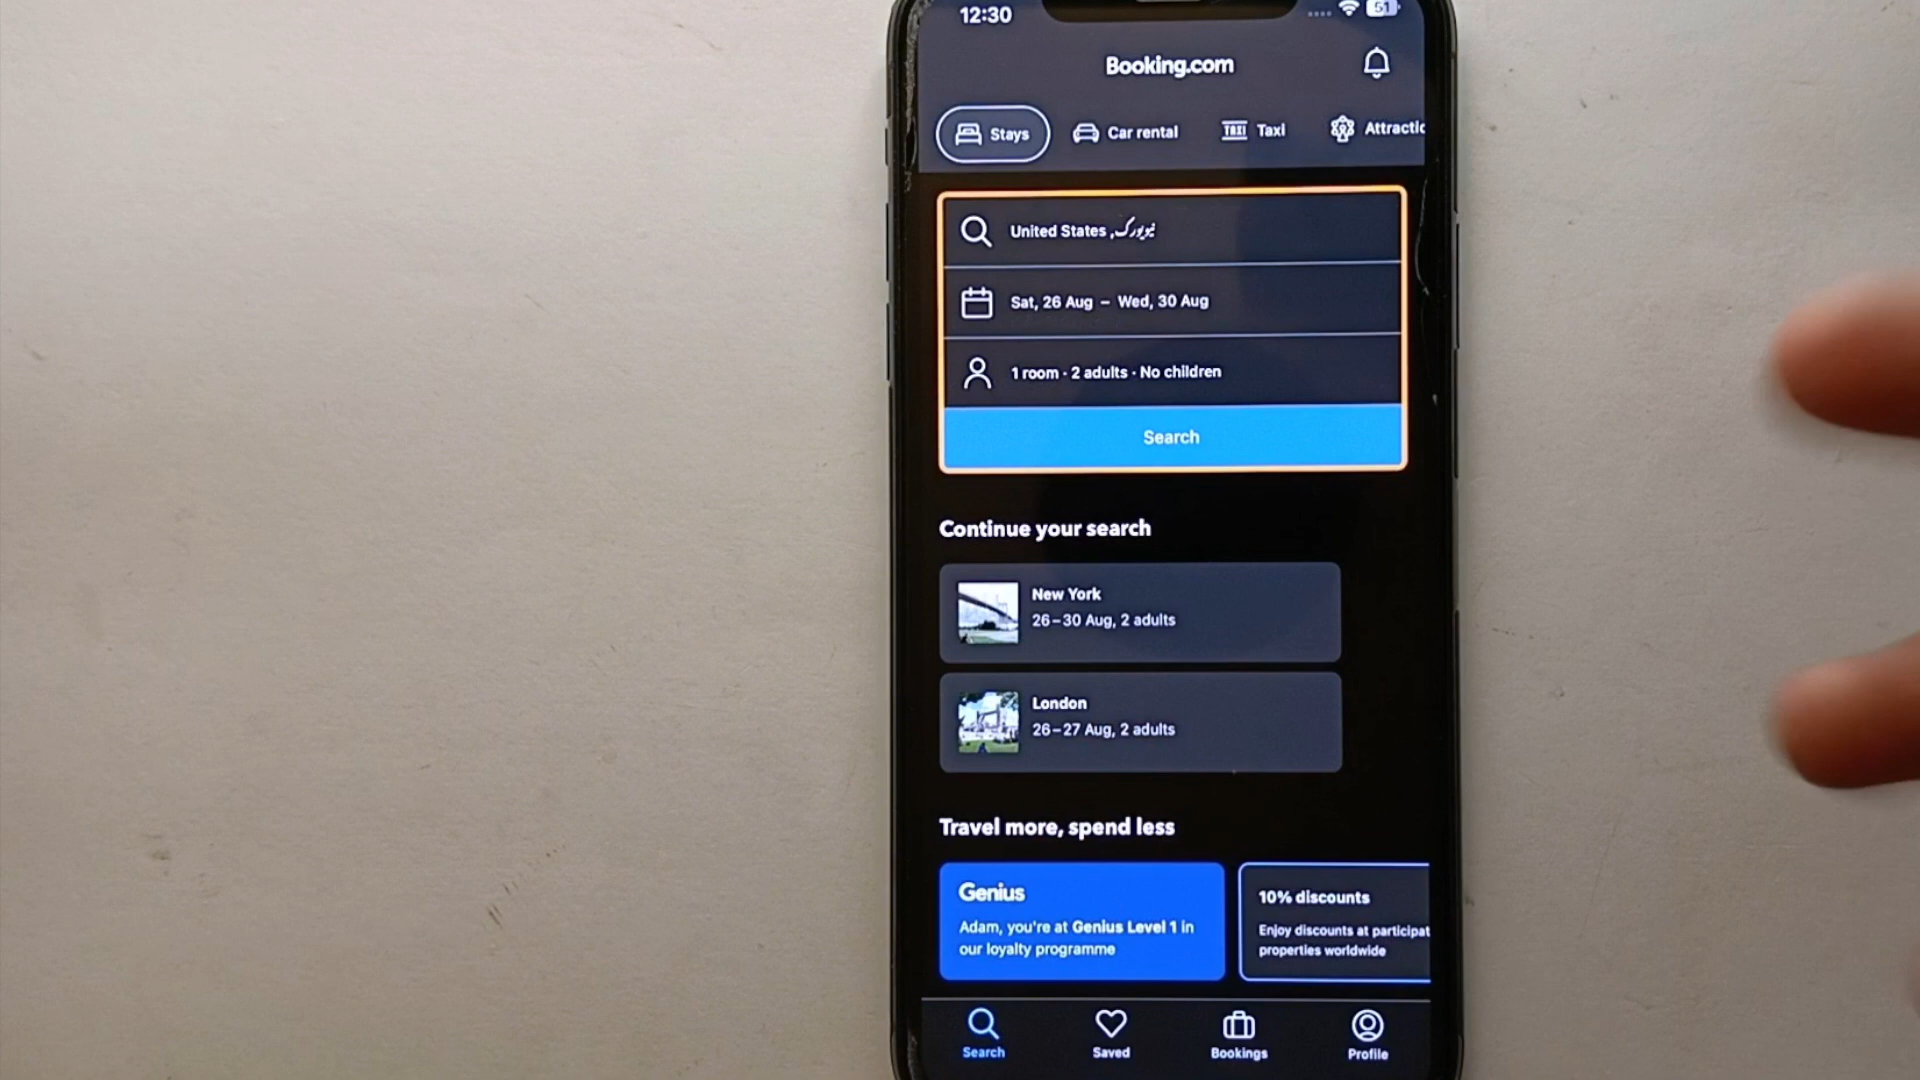 12:30
51
Booking.com
Stays
Car rental
TAXI Taxi
Attractic
United States ,نیویورک
Sat, 26 Aug – Wed, 30 Aug
1 room · 2 adults · No children
Search
Continue your search
New York
26–30 Aug, 2 adults
London
26–27 Aug, 2 adults
Travel more, spend less
Genius
Adam, you're at Genius Level 1 in
our loyalty programme
10% discounts
Enjoy discounts at participat
properties worldwide
Search
Saved
Bookings
Profile